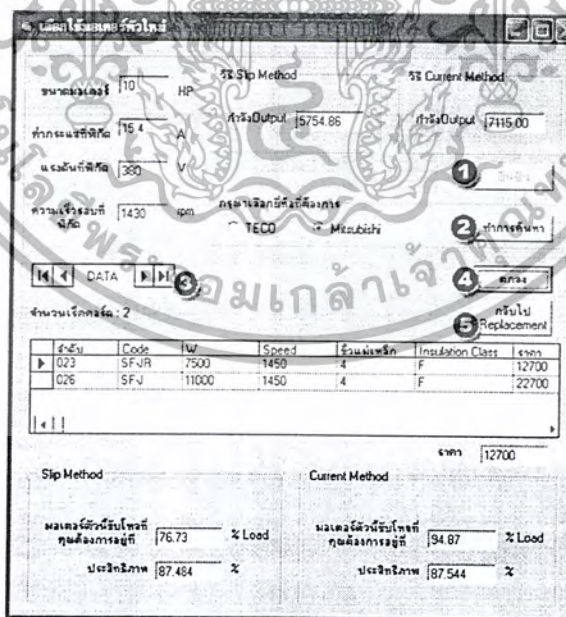 เลือกใช้มอเตอร์ตัวใหม่
ขนาดมอเตอร์ 10 HP
วิธี Slip Method
วิธี Current Method
กำลังOutput 5754.86
กำลังOutput 7115.00
ค่ากระแสที่พิกัด 15.4 A
แรงดันที่พิกัด 380 V
1
ความเร็วรอบที่พิกัด 1430 rpm
กรุณาเลือกยี่ห้อที่ต้องการ
TECO Mitsubishi
2 ทำการค้นหา
DATA 3
4 ตกลง
จำนวนเร็คคอร์ด : 2
5 กลับไป Replacement
ลำดับ Code W Speed ขั้วแม่เหล็ก Insulation Class ราคา
023 SF-JR 7500 1450 4 F 12700
026 SF-J 11000 1450 4 F 22700
ราคา 12700
Slip Method
Current Method
มอเตอร์ตัวนี้รับโหลดที่
คุณต้องการอยู่ที่ 76.73 % Load
มอเตอร์ตัวนี้รับโหลดที่
คุณต้องการอยู่ที่ 94.87 % Load
ประสิทธิภาพ 87.484 %
ประสิทธิภาพ 87.544 %